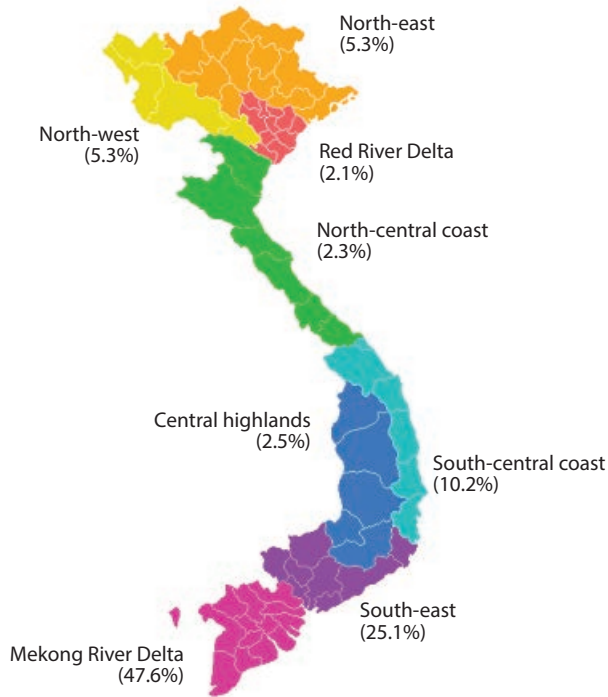 North-east
(5.3%)
North-west
(5.3%)
Red River Delta
(2.1%)
North-central coast
(2.3%)
Central highlands
(2.5%)
South-central coast
(10.2%)
South-east
(25.1%)
Mekong River Delta
(47.6%)